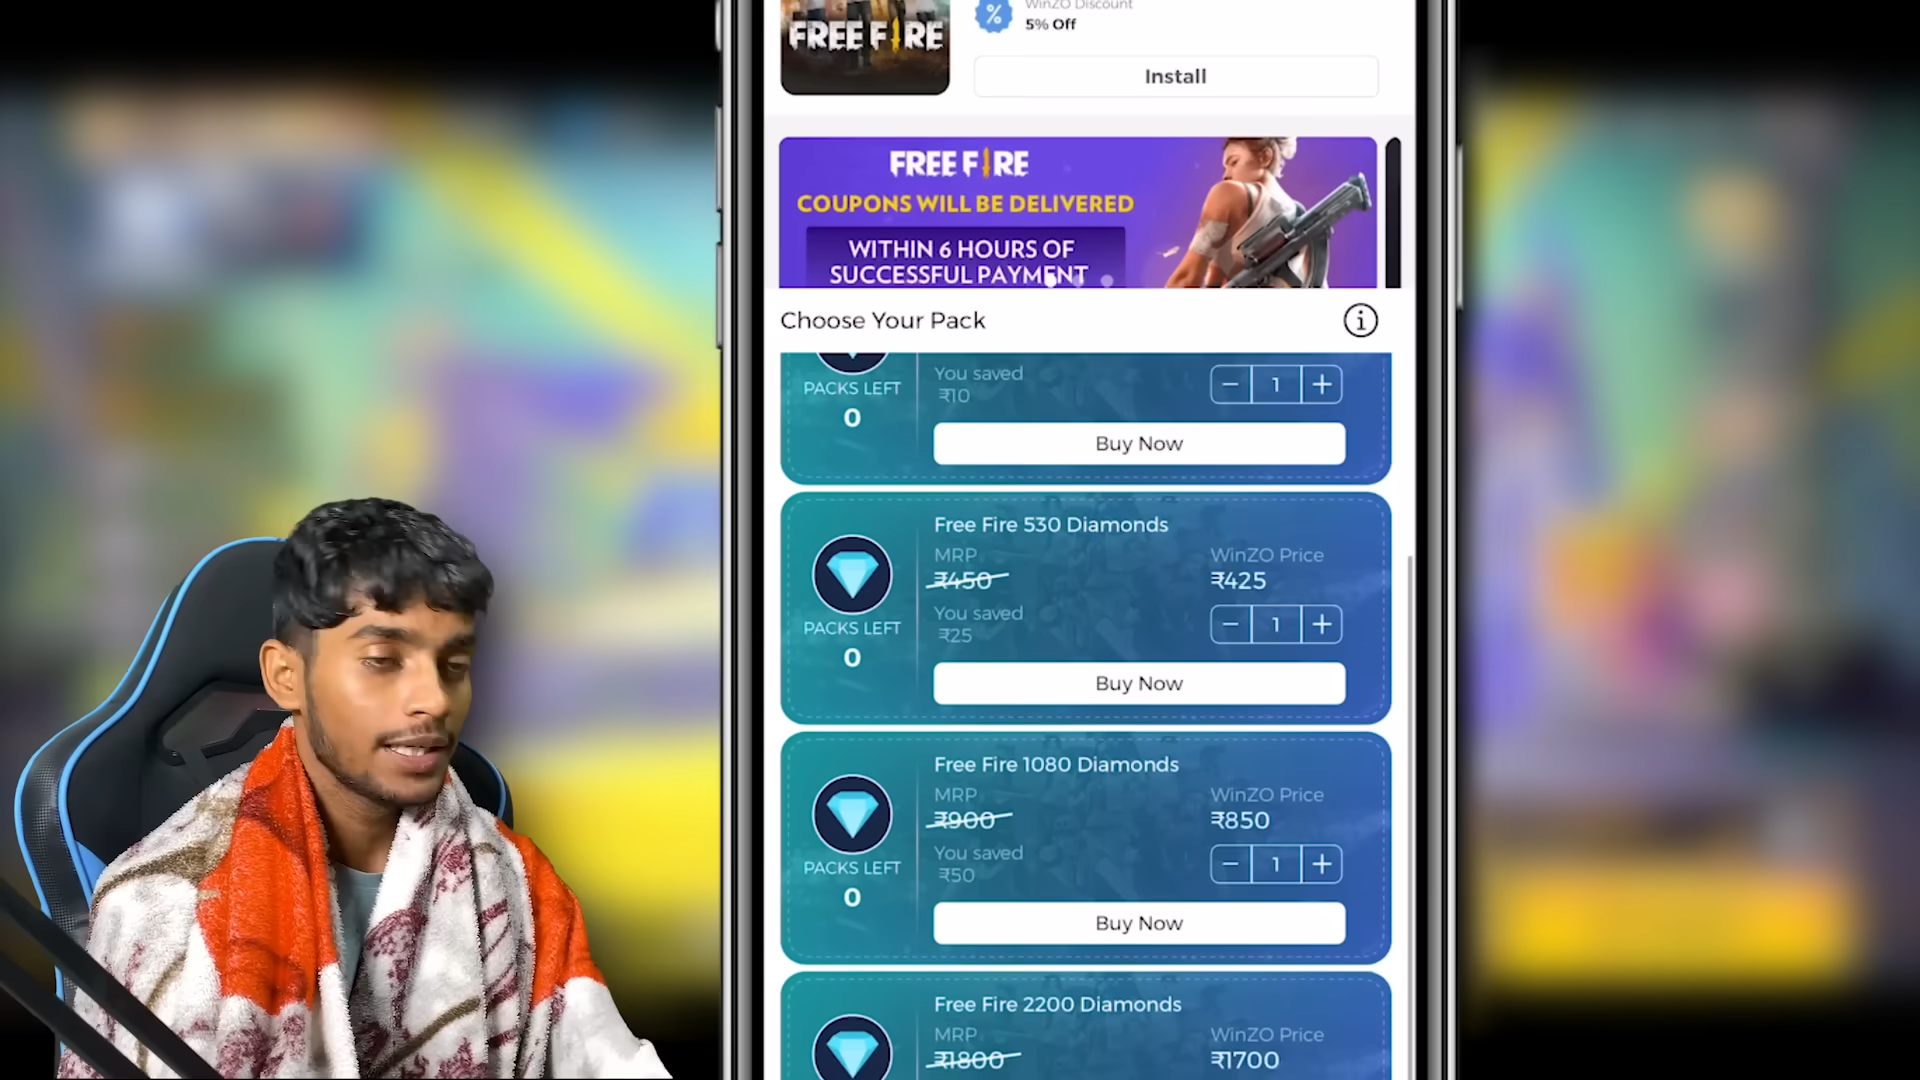 WinZO Discount
5% Off
FREE FIRE
Install
FREE FIRE
COUPONS WILL BE DELIVERED
WITHIN 6 HOURS OF
SUCCESSFUL PAYMENT
Choose Your Pack
You saved
₹10
PACKS LEFT
0
1
Buy Now
Free Fire 530 Diamonds
MRP
WinZO Price
₹450
₹425
You saved
₹25
PACKS LEFT
0
1
Buy Now
Free Fire 1080 Diamonds
MRP
WinZO Price
₹900
₹850
You saved
₹50
PACKS LEFT
0
1
Buy Now
Free Fire 2200 Diamonds
MRP
WinZO Price
₹1800
₹1700